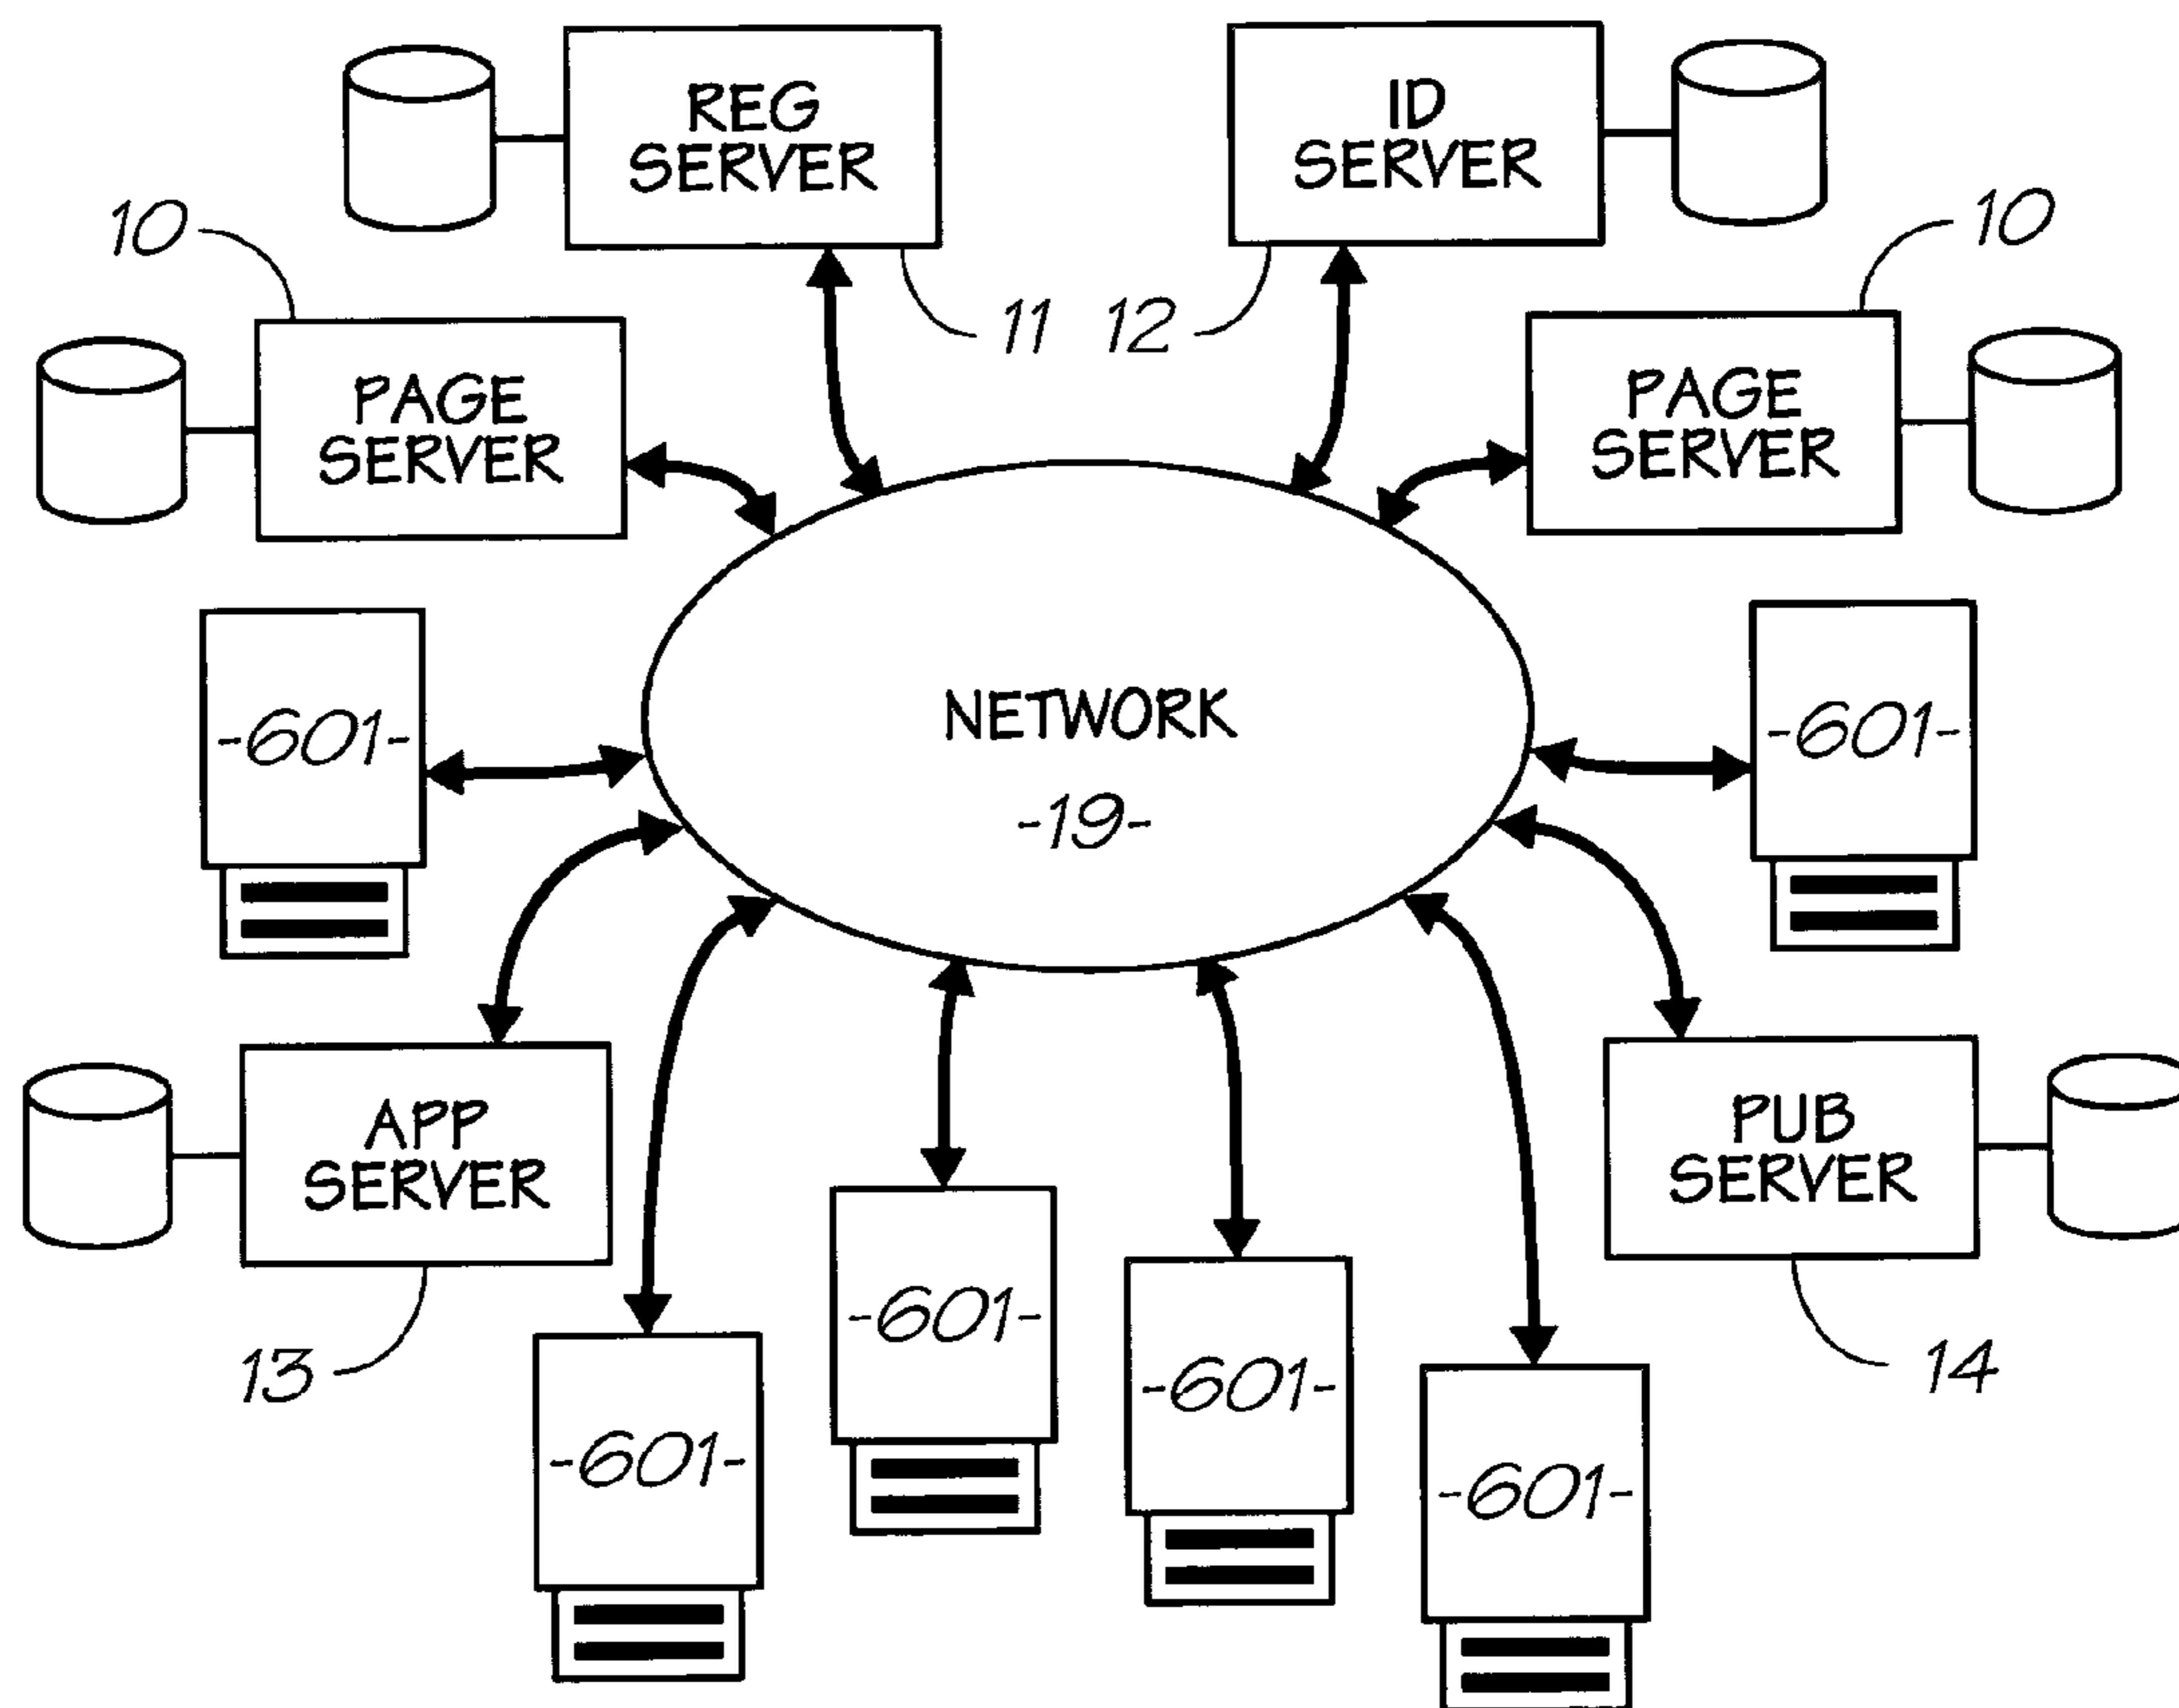 REG
SERVER
ID
SERVER
10
10
11
12
PAGE
SERVER
PAGE
SERVER
-601-
NETWORK
-19-
-601-
APP
SERVER
PUB
SERVER
13
-601-
-601-
-601-
-601-
14